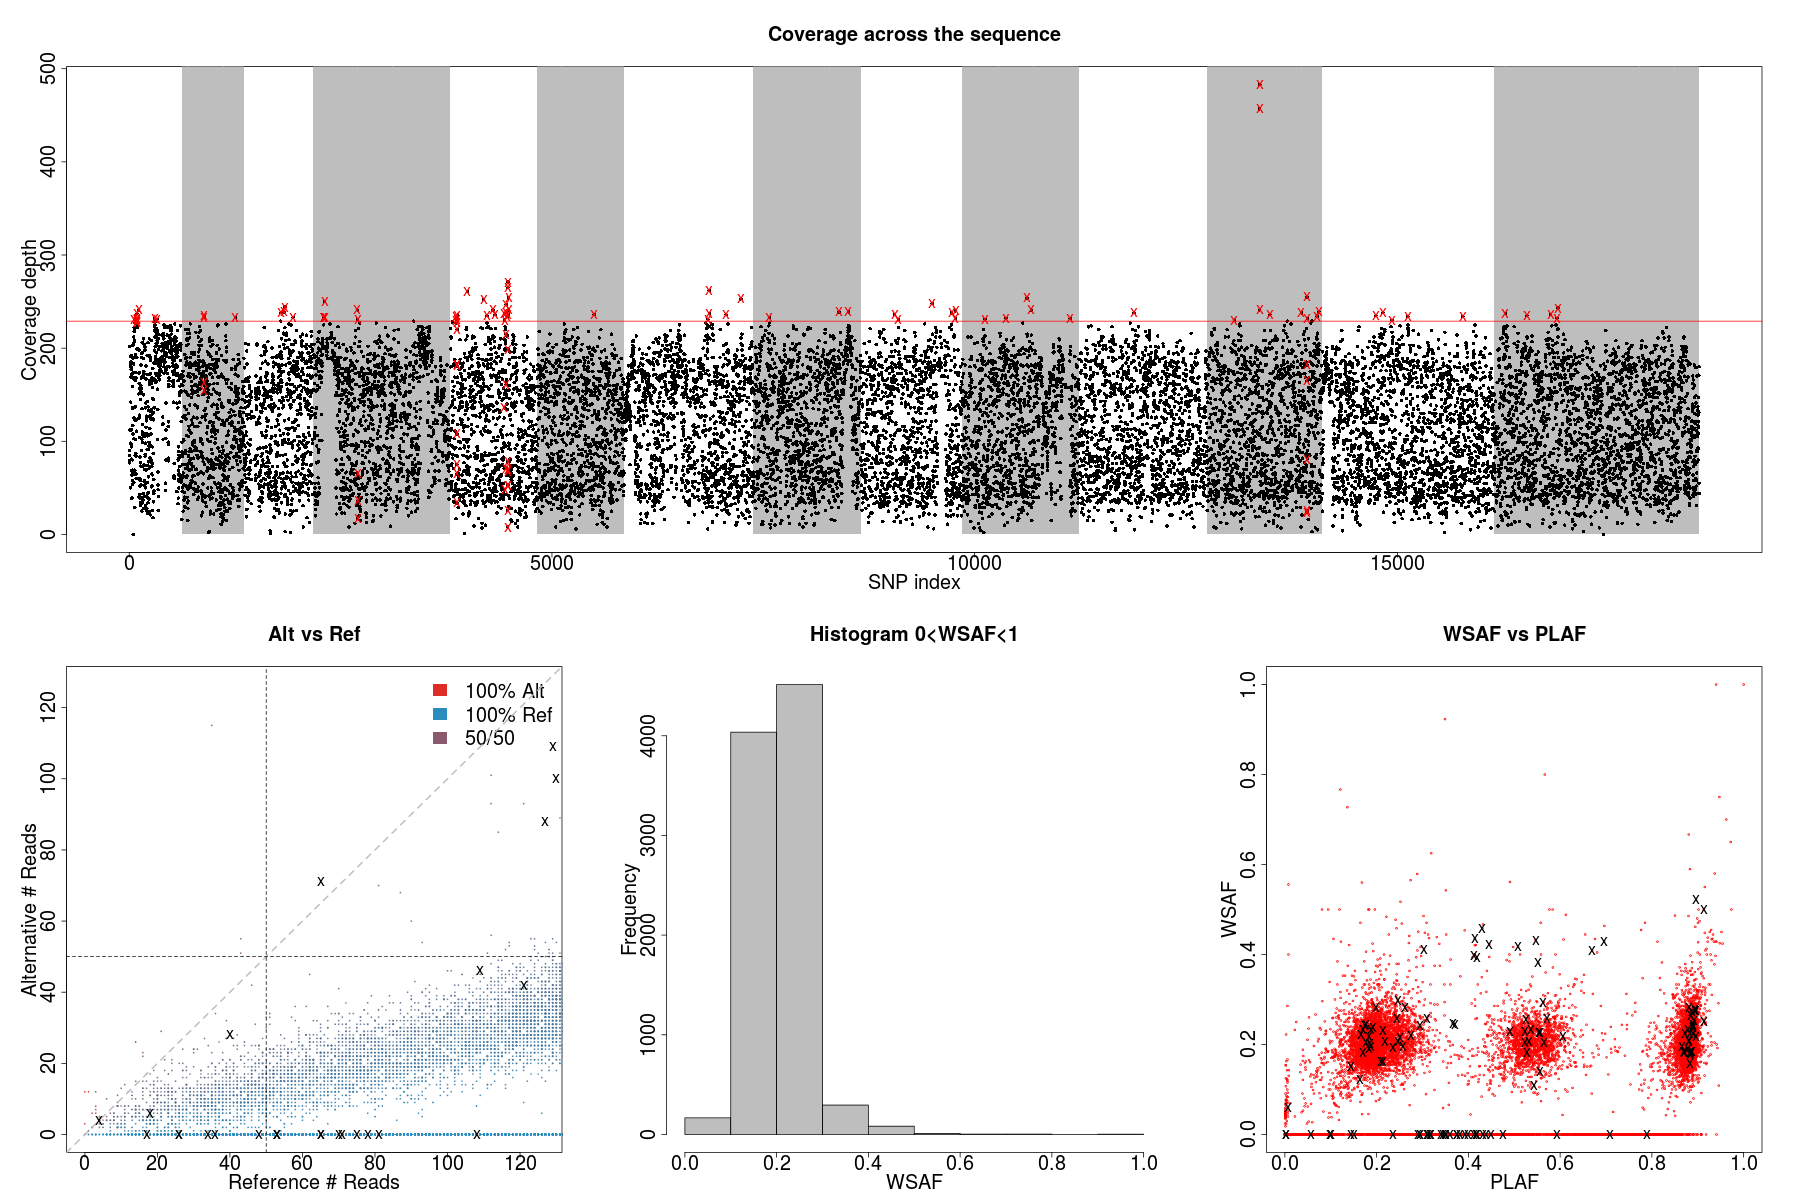 Coverage across the sequence
Coverage depth
500
400
300
200
100
0
0 5000 10000 15000
SNP index
Alt vs Ref
Alternative # Reads
120
100
80
60
40
20
0
100% Alt
100% Ref
50/50
0 20 40 60 80 100 120
Reference # Reads
Histogram 0<WSAF<1
Frequency
4000
3000
2000
1000
0
0.0 0.2 0.4 0.6 0.8 1.0
WSAF
WSAF vs PLAF
WSAF
1.0
0.8
0.6
0.4
0.2
0.0
0.0 0.2 0.4 0.6 0.8 1.0
PLAF